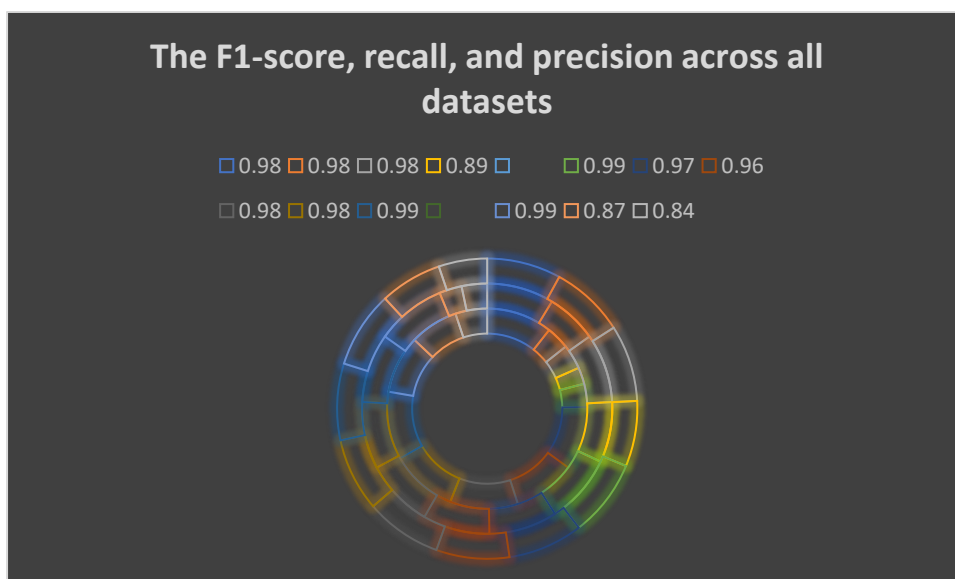 The F1-score, recall, and precision across all
datasets
0.98 0.98 0.98 0.89 0.99 0.97 0.96
0.98 0.98 0.99 0.99 0.87 0.84